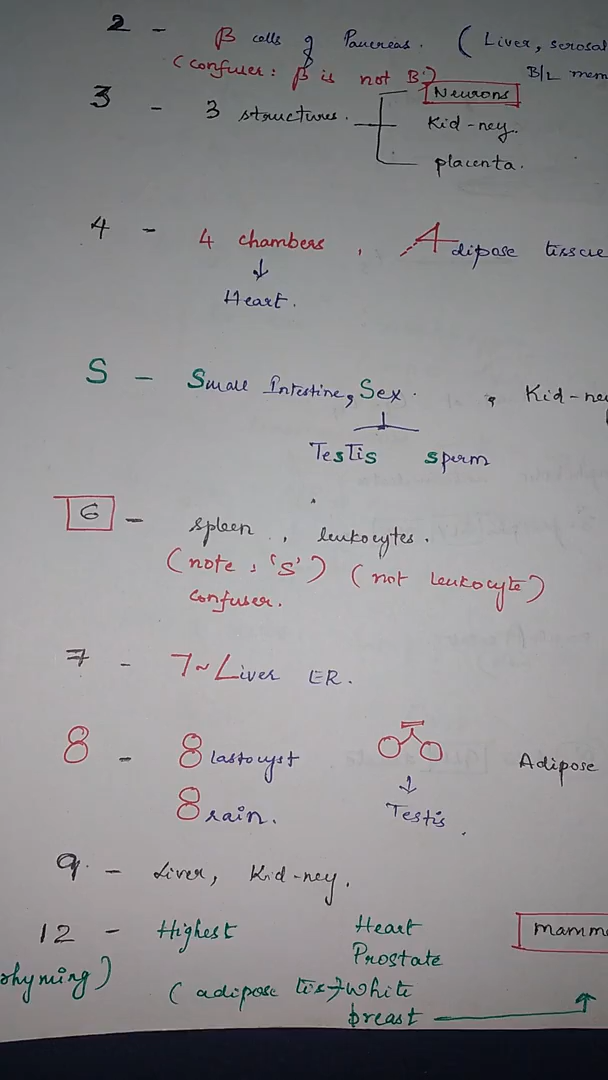 2 - β cells of Pancreas. (Liver, serosal
(confuser: β is not B!) B/L mem
3 - 3 structures. Neurons
Kid-ney.
placenta.
4 - 4 chambers, Adipose tissue
↓
Heart.
S - Small Intestine, Sex. , Kid-ne
Testis sperm
6 - spleen, leukocytes.
(note, 's') (not leukocyte)
confuser.
7 - 7~Liver ER.
8 - 8lastocyst Adipose
↓
8rain. Testis.
9. - Liver, Kid-ney.
12 - Highest Heart mamm
Prostate
rhyming) (adipose tis→white
breast